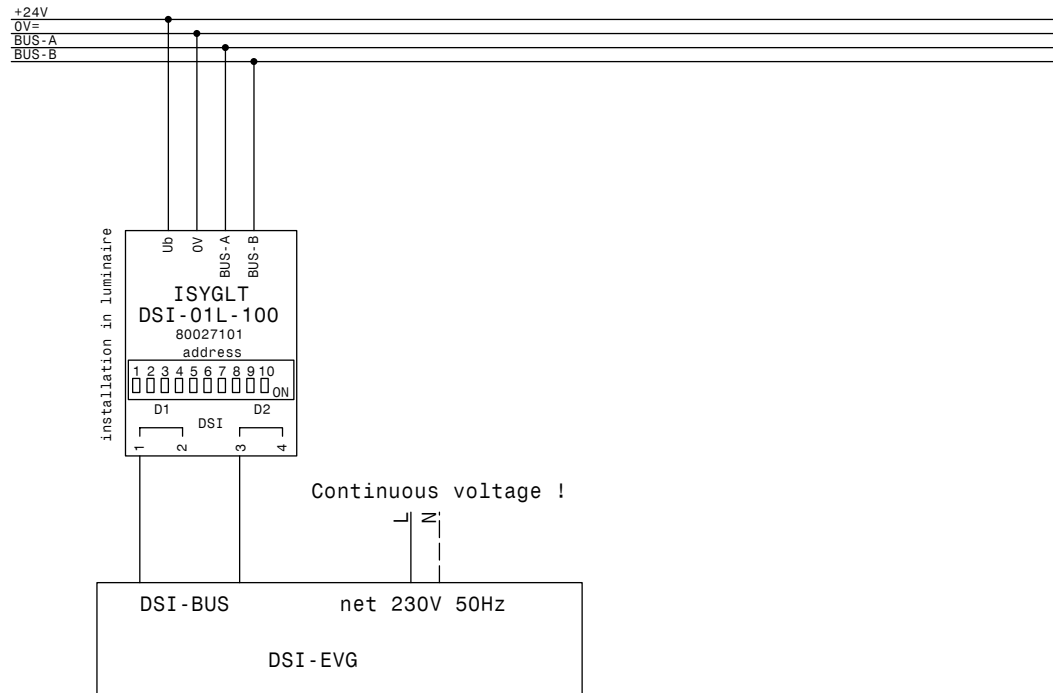 +24V
0V=
BUS-A
BUS-B
installation in luminaire
Ub 0V BUS-A BUS-B
ISYGLT
DSI-01L-100
80027101
address
1 2 3 4 5 6 7 8 9 10
ON
D1 D2
DSI
1 2 3 4
Continuous voltage !
L N
DSI-BUS net 230V 50Hz
DSI-EVG